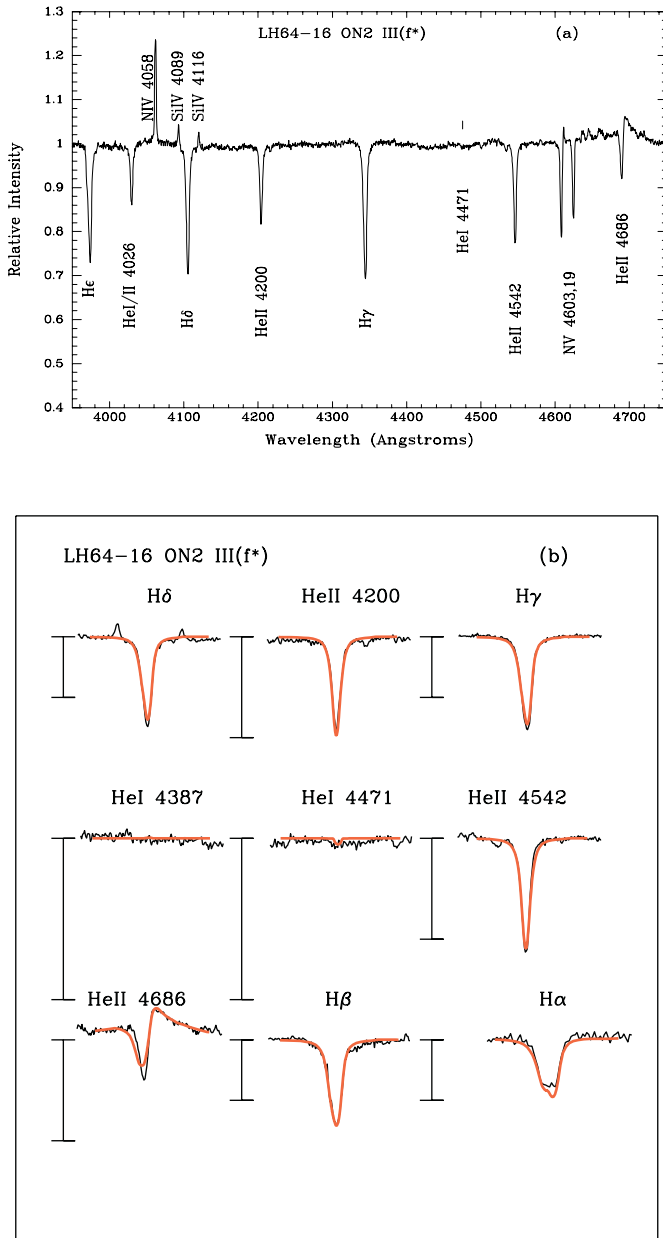 LH64-16 ON2 III(f*) (a)
Relative Intensity
1.3
1.2
1.1
1
0.9
0.8
0.7
0.6
0.5
0.4
NIV 4058
SiIV 4089
SiIV 4116
Hϵ
HeI/II 4026
Hδ
HeII 4200
Hγ
HeI 4471
HeII 4542
NV 4603,19
HeII 4686
4000 4100 4200 4300 4400 4500 4600 4700
Wavelength (Angstroms)
LH64-16 ON2 III(f*) (b)
Hδ HeII 4200 Hγ
HeI 4387 HeI 4471 HeII 4542
HeII 4686 Hβ Hα